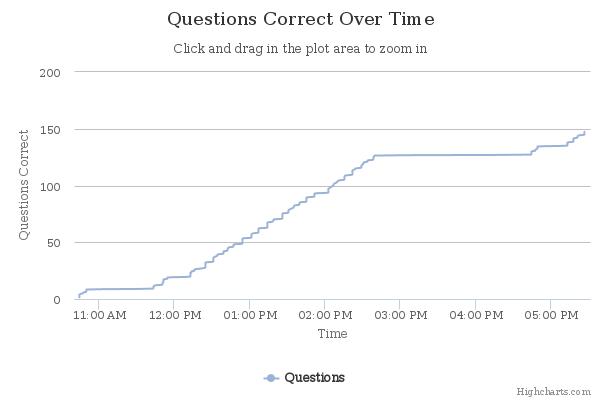 Questions Correct Over Time
Click and drag in the plot area to zoom in
Questions Correct
200
150
100
50
0
11:00 AM 12:00 PM 01:00 PM 02:00 PM 03:00 PM 04:00 PM 05:00 PM
Time
Questions
Highcharts.com